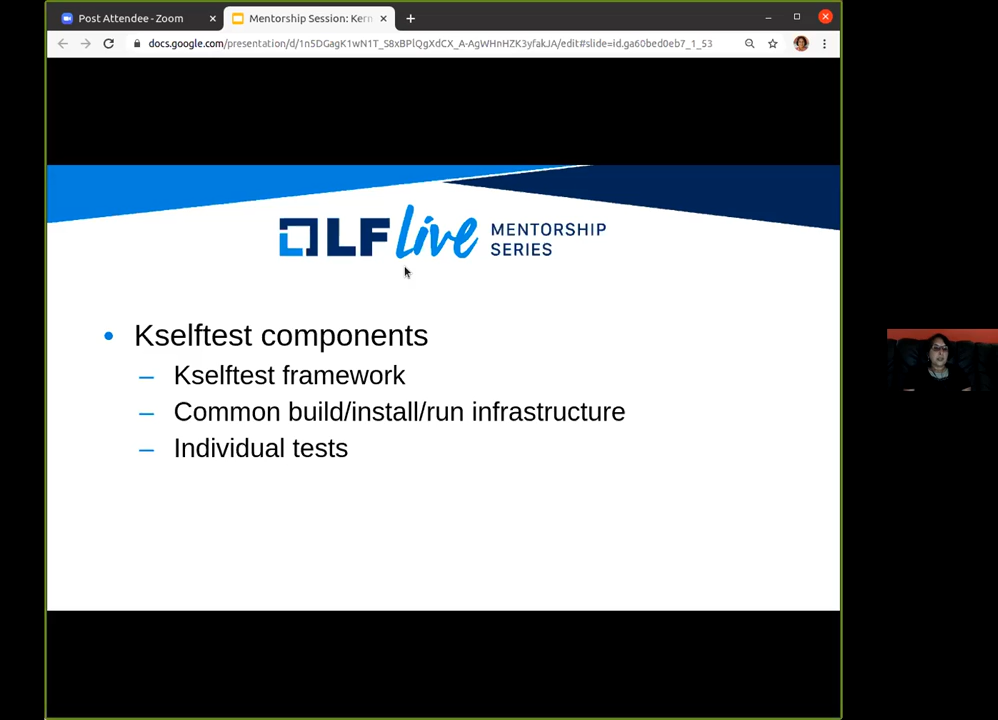 Post Attendee - Zoom
Mentorship Session: Kern
docs.google.com/presentation/d/1n5DGagK1wN1T_S8xBPlQgXdCX_A-AgWHnHZK3yfakJA/edit#slide=id.ga60bed0eb7_1_53
LF Live MENTORSHIP
SERIES
Kselftest components
– Kselftest framework
– Common build/install/run infrastructure
– Individual tests